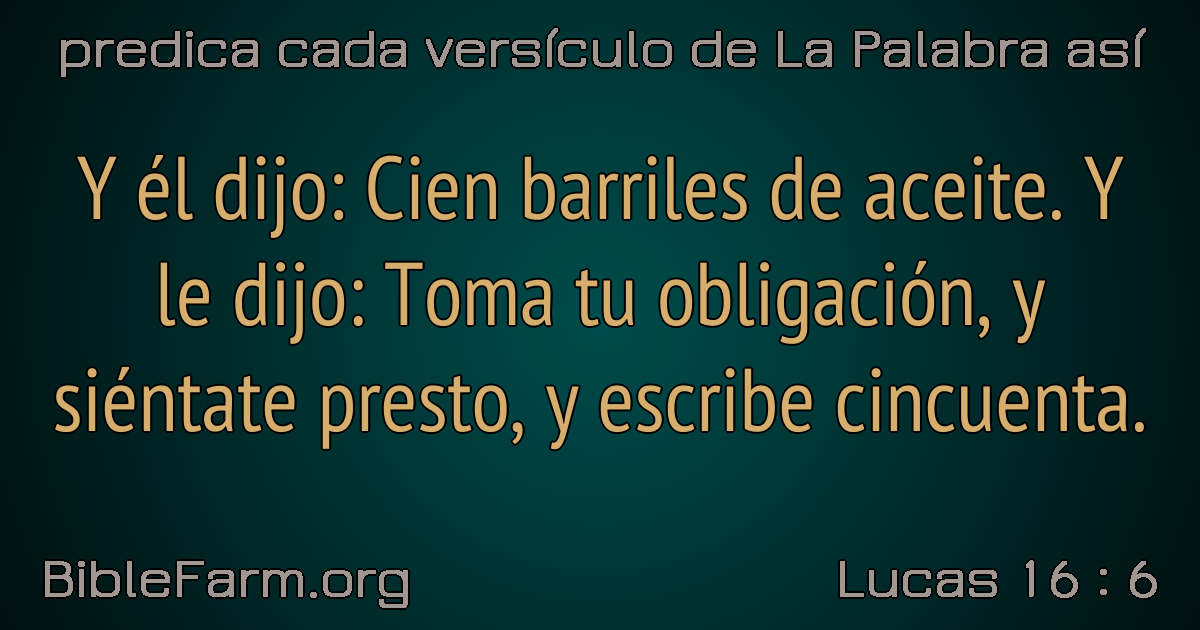 predica cada versículo de La Palabra así
Y él dijo: Cien barriles de aceite. Y
le dijo: Toma tu obligación, y
siéntate presto, y escribe cincuenta.
BibleFarm.org
Lucas 16 : 6